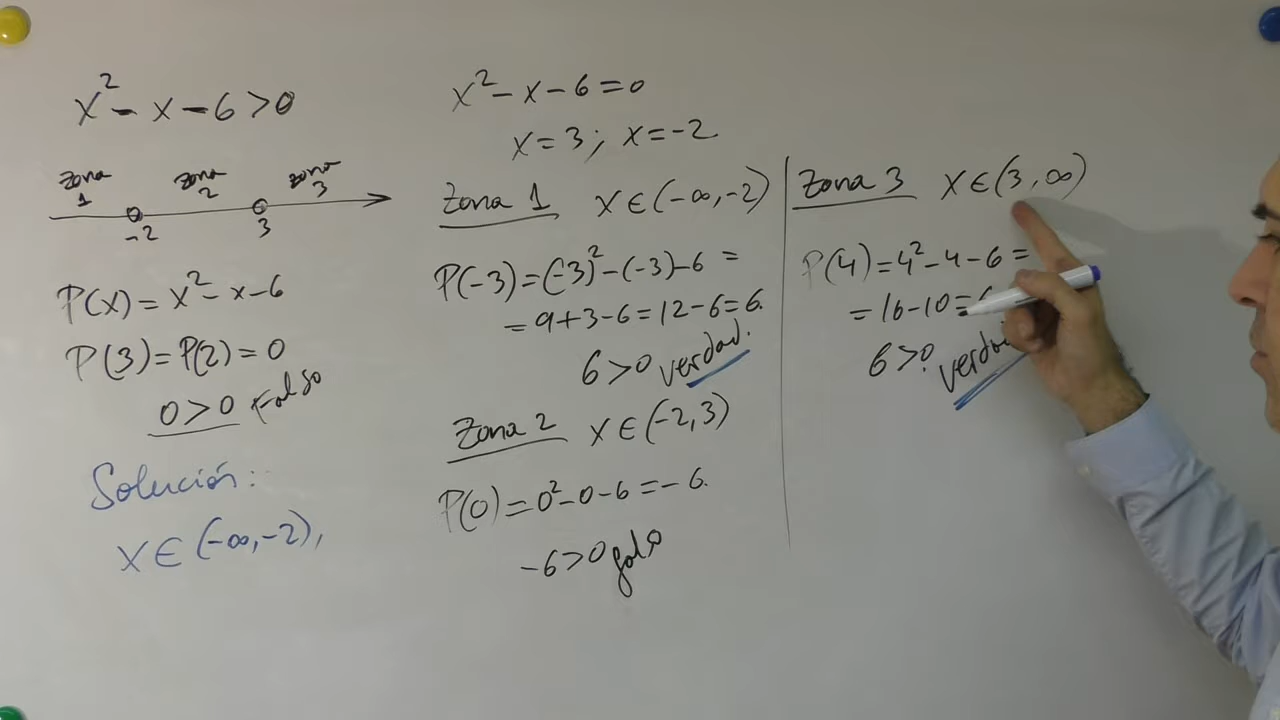 x² - x - 6 > 0
zona 1 zona 2 zona 3
-2 3
P(x) = x² - x - 6
P(3) = P(2) = 0
0 > 0 Falso
Solución:
x ∈ (-∞, -2),
x² - x - 6 = 0
x = 3 ; x = -2
Zona 1 x ∈ (-∞, -2)
P(-3) = (-3)² - (-3) - 6 =
= 9 + 3 - 6 = 12 - 6 = 6.
6 > 0 verdad.
Zona 2 x ∈ (-2, 3)
P(0) = 0² - 0 - 6 = - 6.
-6 > 0 falso
Zona 3 x ∈ (3, ∞)
P(4) = 4² - 4 - 6 =
= 16 - 10 = 6
6 > 0